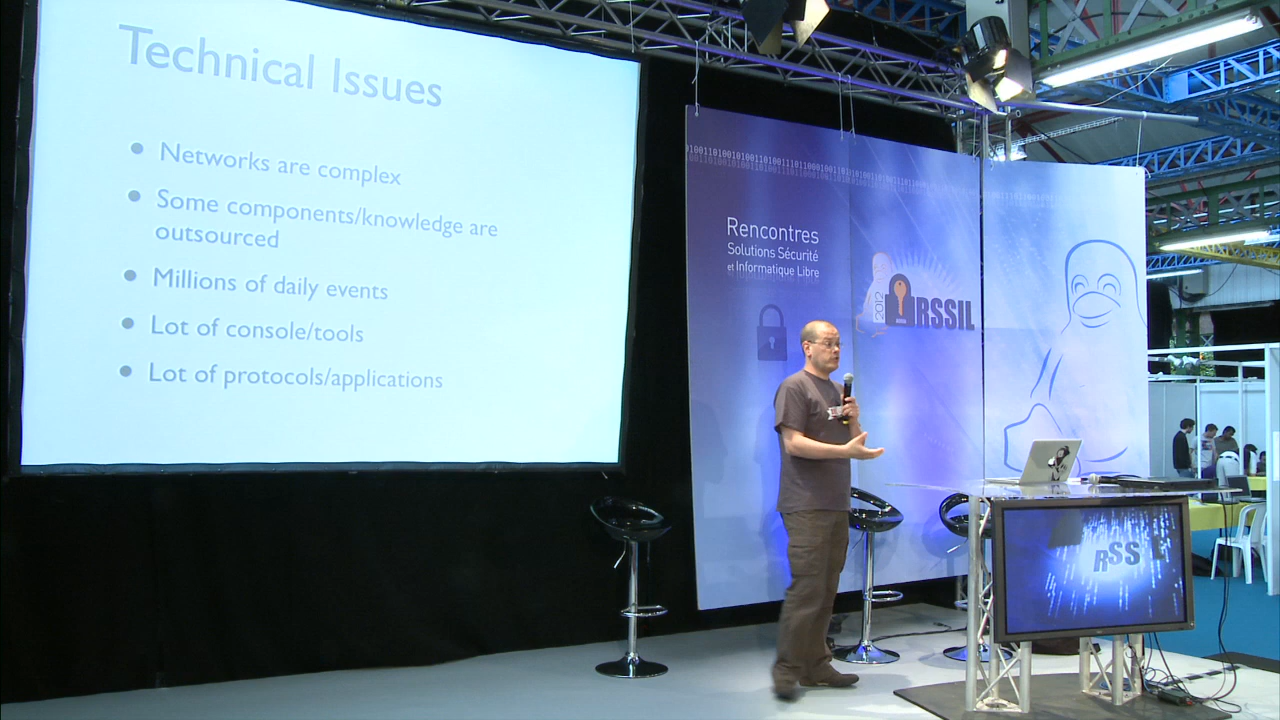 Technical Issues
Networks are complex
Some components/knowledge are
outsourced
Millions of daily events
Lot of console/tools
Lot of protocols/applications
Rencontres
Solutions Sécurité
et Informatique Libre
2012
RSSIL
RSS